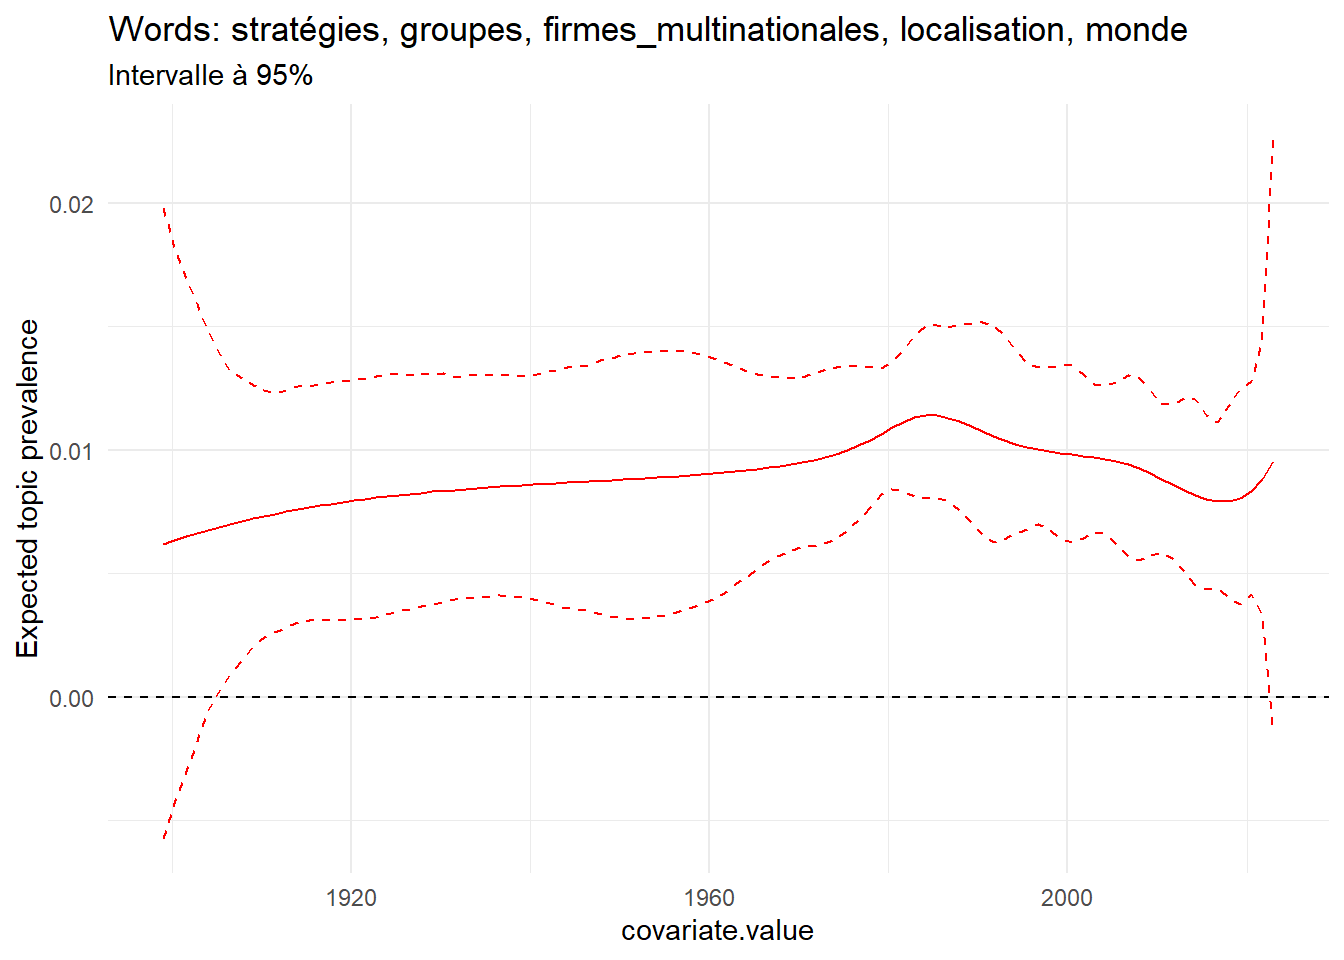 Words: stratégies, groupes, firmes_multinationales, localisation, monde
Intervalle à 95%
Expected topic prevalence
0.02
0.01
0.00
1920
1960
2000
covariate.value